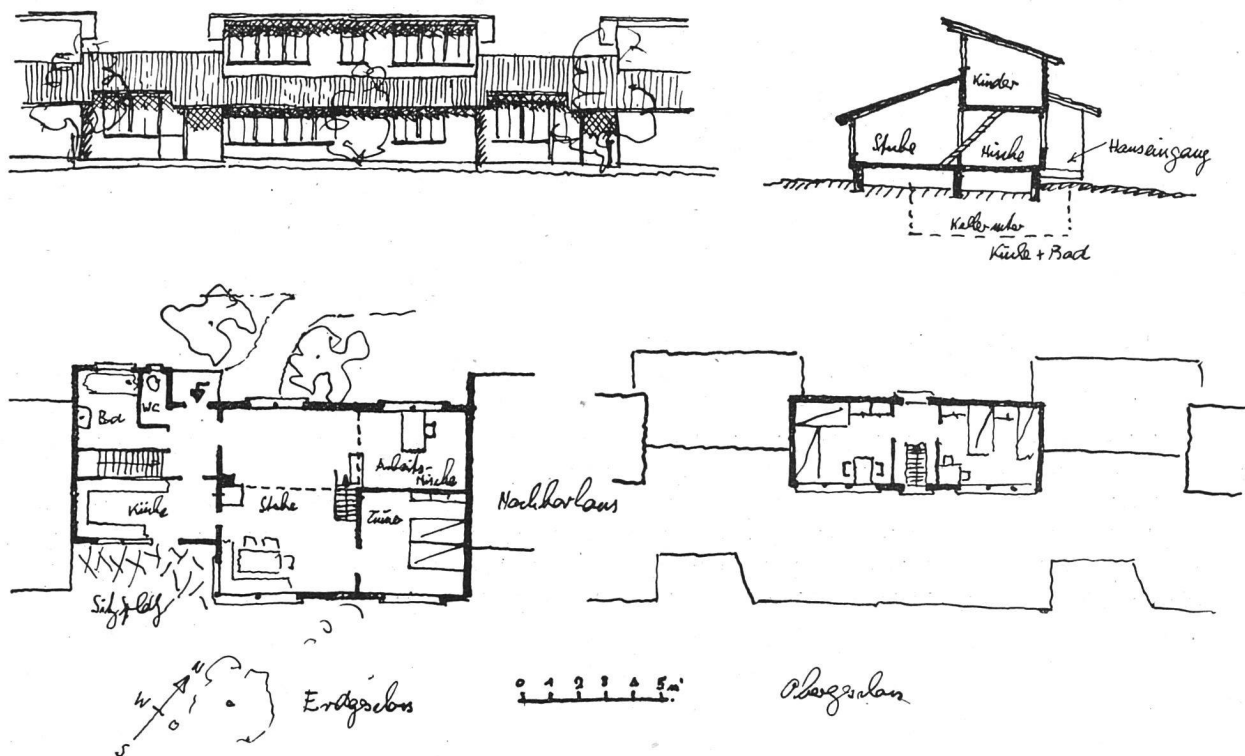 Kinder
Stube
Nische
Hauseingang
Keller unter
Küche + Bad
Bad
WC
Arbeits-
Nische
Küche
Stube
Nachbarhaus
Sitzplatz
N
W
S
Erdgeschoss
0 1 2 3 4 5 m'
Obergeschoss